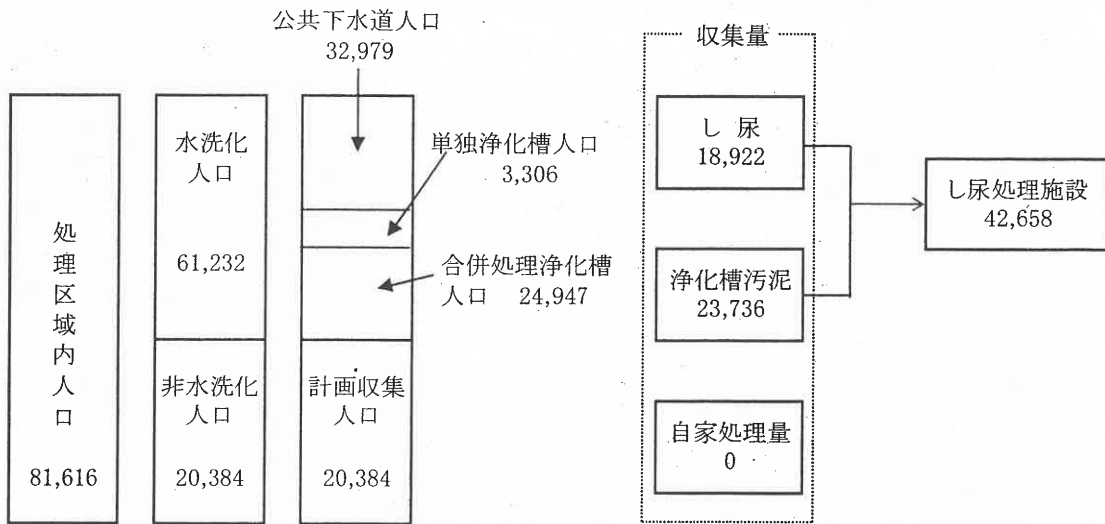 公共下水道人口
32,979
収集量
水洗化
人口
61,232
単独浄化槽人口
3,306
し 尿
18,922
し尿処理施設
42,658
処理区域内人口
81,616
合併処理浄化槽
人口 24,947
浄化槽汚泥
23,736
非水洗化
人口
20,384
計画収集
人口
20,384
自家処理量
0